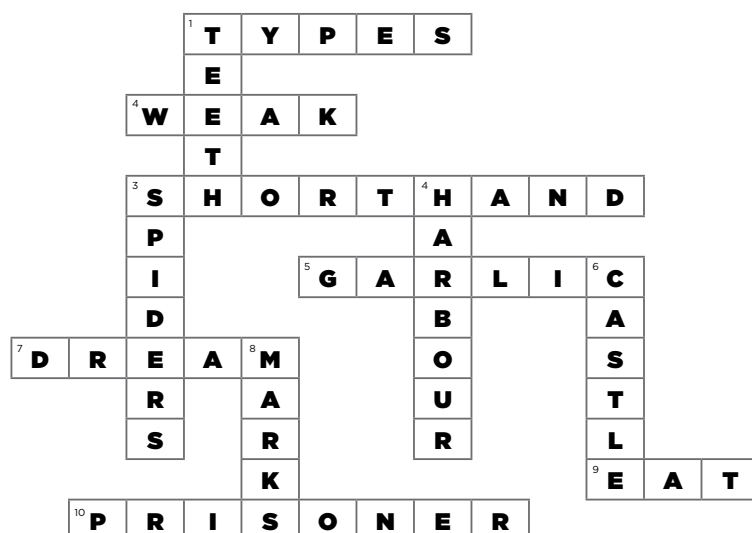 1 T Y P E S
E
4 W E A K
T
3 S H O R T 4 H A N D
P A
I 5 G A R L I 6 C
D B A
7 D R E A 8 M O S
R A U T
S R R L
K 9 E A T
10 P R I S O N E R